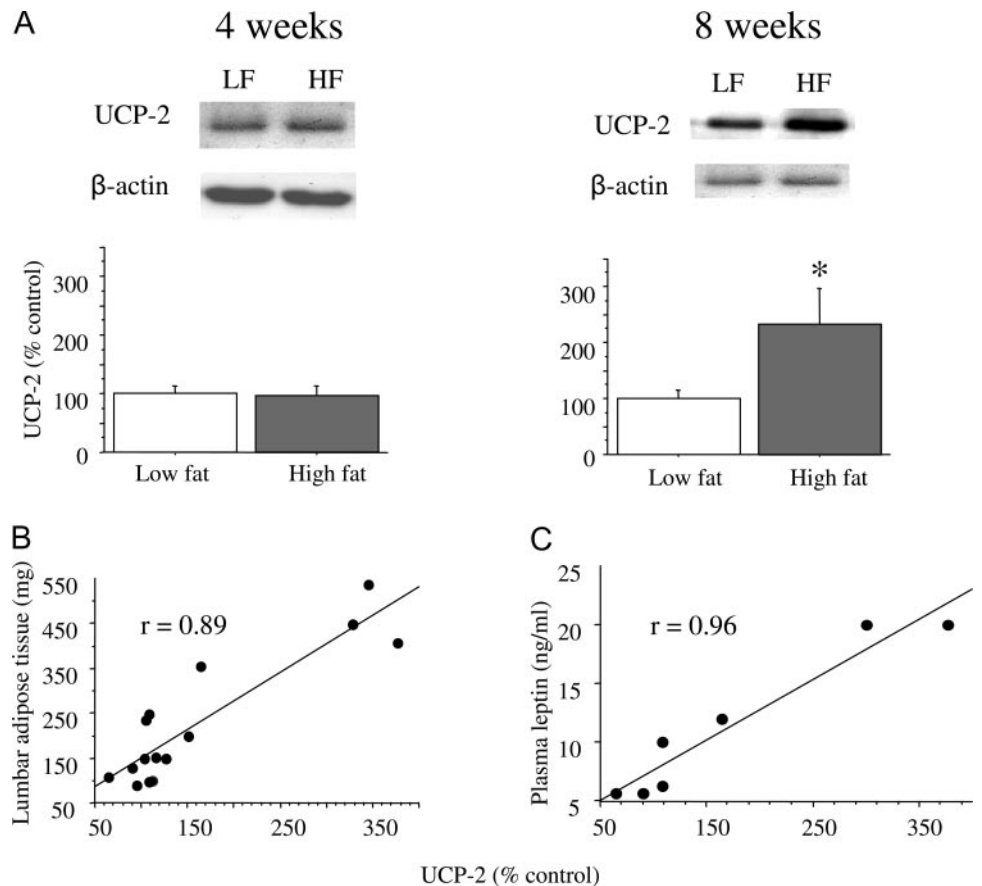 A
4 weeks
LF HF
UCP-2
β-actin
UCP-2 (% control)
300
200
100
0
Low fat High fat
8 weeks
LF HF
UCP-2
β-actin
*
300
200
100
0
Low fat High fat
B
Lumbar adipose tissue (mg)
550
450
350
250
150
50
r = 0.89
50 150 250 350
C
Plasma leptin (ng/ml)
25
20
15
10
5
r = 0.96
50 150 250 350
UCP-2 (% control)